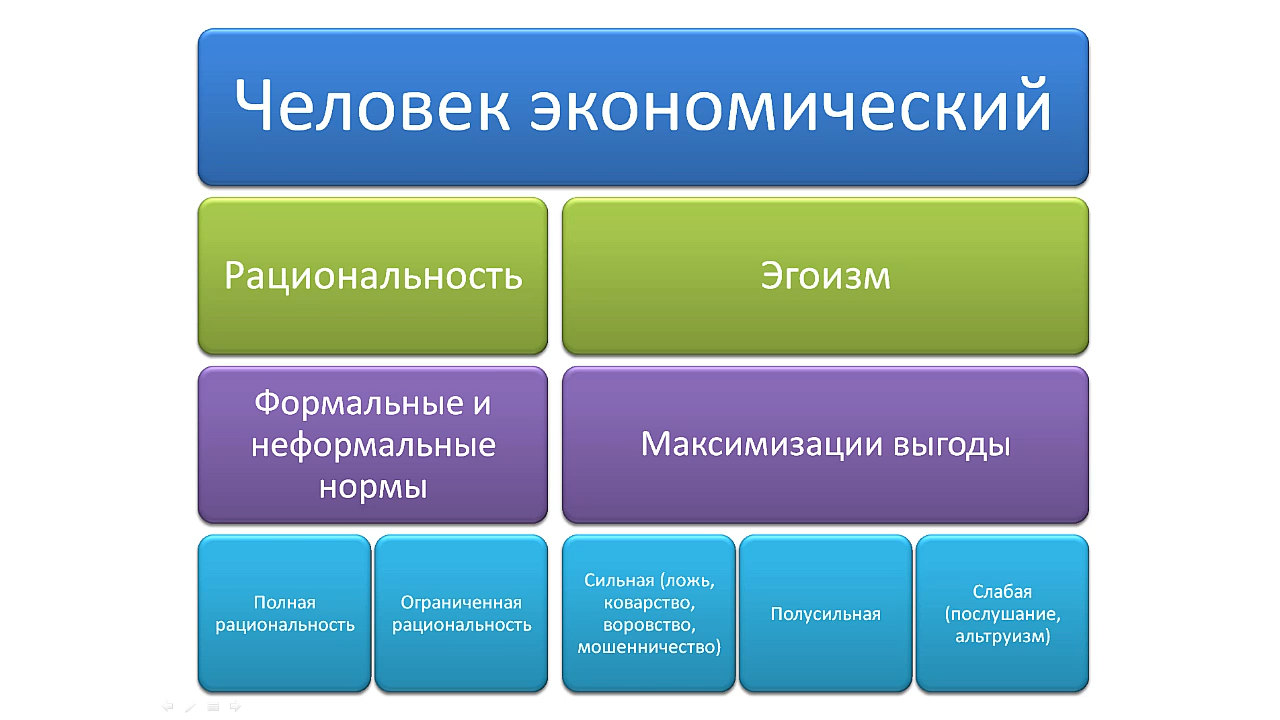 Человек экономический
Рациональность
Эгоизм
Формальные и
неформальные
нормы
Максимизации выгоды
Полная
рациональность
Ограниченная
рациональность
Сильная (ложь,
коварство,
воровство,
мошенничество)
Полусильная
Слабая
(послушание,
альтруизм)